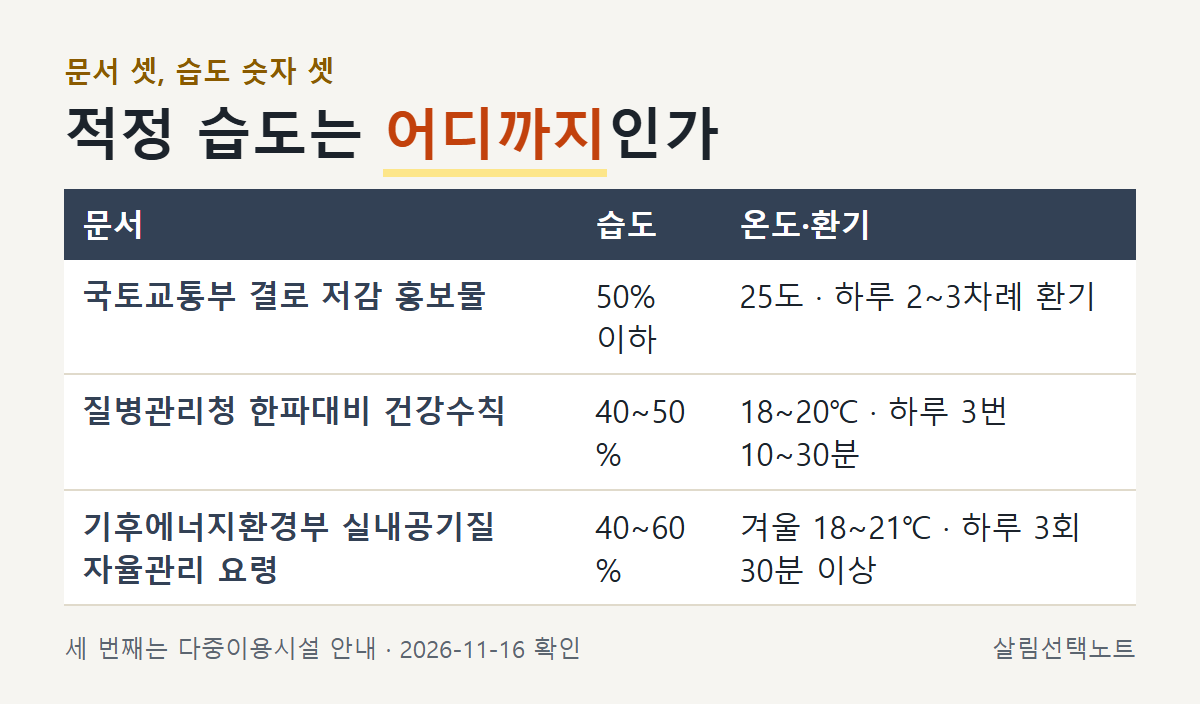 문서 셋, 습도 숫자 셋
적정 습도는 어디까지인가
문서 습도 온도·환기
국토교통부 결로 저감 홍보물 50% 25도 · 하루 2~3차례 환기
이하
질병관리청 한파대비 건강수칙 40~50 18~20℃ · 하루 3번
% 10~30분
기후에너지환경부 실내공기질 40~60 겨울 18~21℃ · 하루 3회
자율관리 요령 % 30분 이상
세 번째는 다중이용시설 안내 · 2026-11-16 확인 살림선택노트